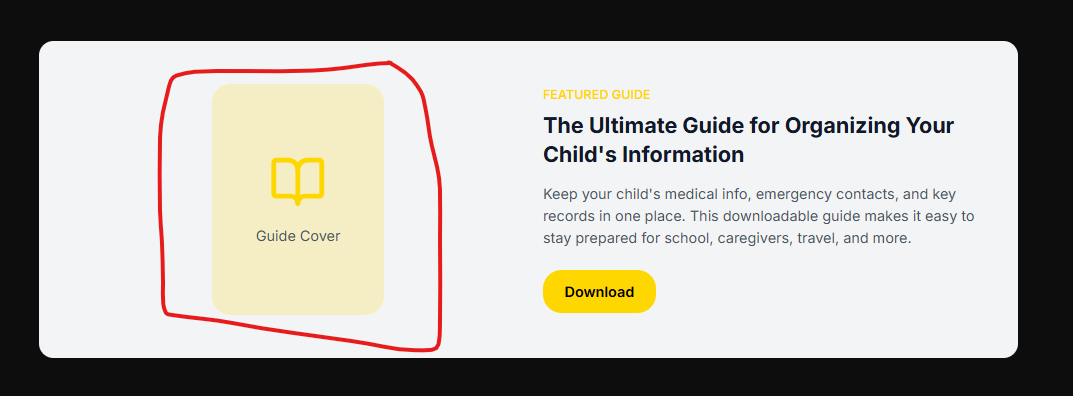 Guide Cover
FEATURED GUIDE
The Ultimate Guide for Organizing Your
Child's Information
Keep your child's medical info, emergency contacts, and key
records in one place. This downloadable guide makes it easy to
stay prepared for school, caregivers, travel, and more.
Download